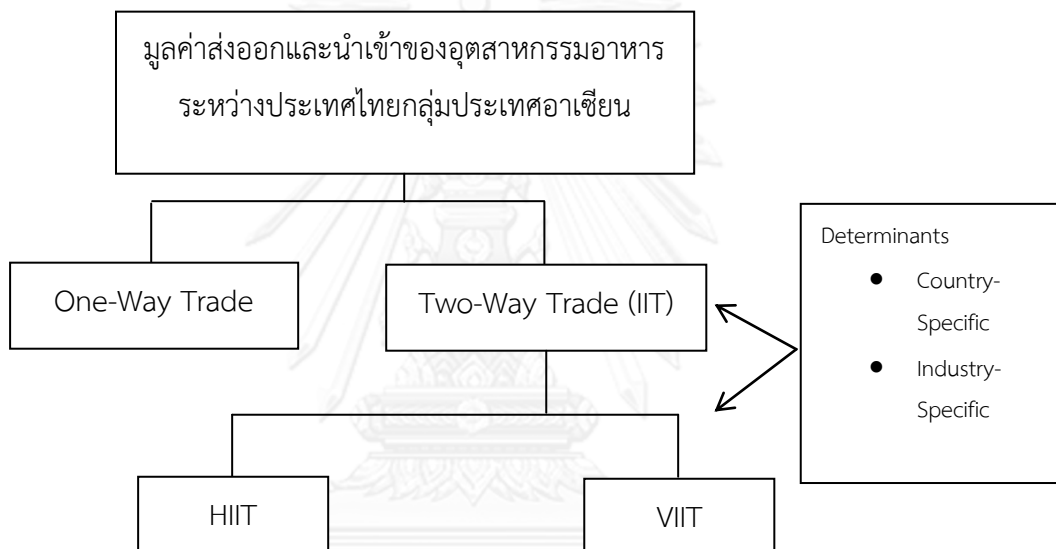 มูลค่าส่งออกและนำเข้าของอุตสาหกรรมอาหาร
ระหว่างประเทศไทยกลุ่มประเทศอาเซียน
One-Way Trade
Two-Way Trade (IIT)
Determinants
● Country-
Specific
● Industry-
Specific
HIIT
VIIT